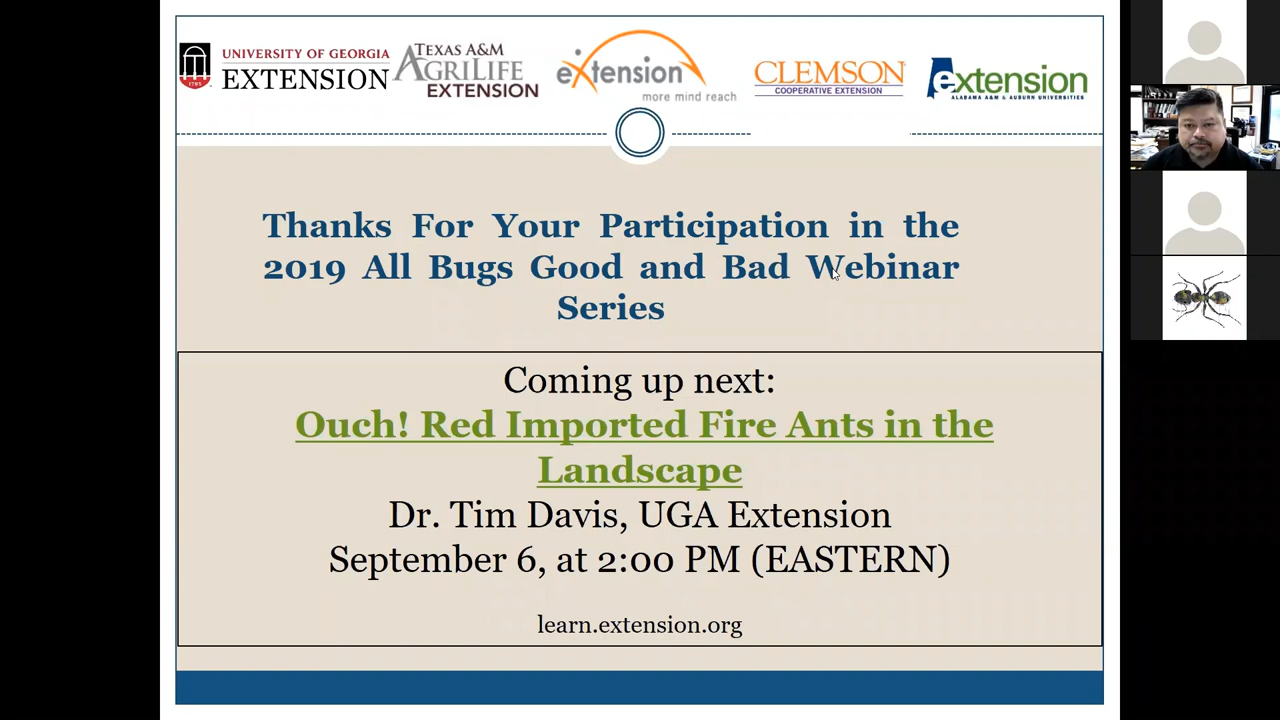 UNIVERSITY OF GEORGIA
EXTENSION
TEXAS A&M
AGRILIFE
EXTENSION
eXtension
more mind reach
CLEMSON
COOPERATIVE EXTENSION
extension
ALABAMA A&M & AUBURN UNIVERSITIES
Thanks For Your Participation in the
2019 All Bugs Good and Bad Webinar
Series
Coming up next:
Ouch! Red Imported Fire Ants in the
Landscape
Dr. Tim Davis, UGA Extension
September 6, at 2:00 PM (EASTERN)
learn.extension.org